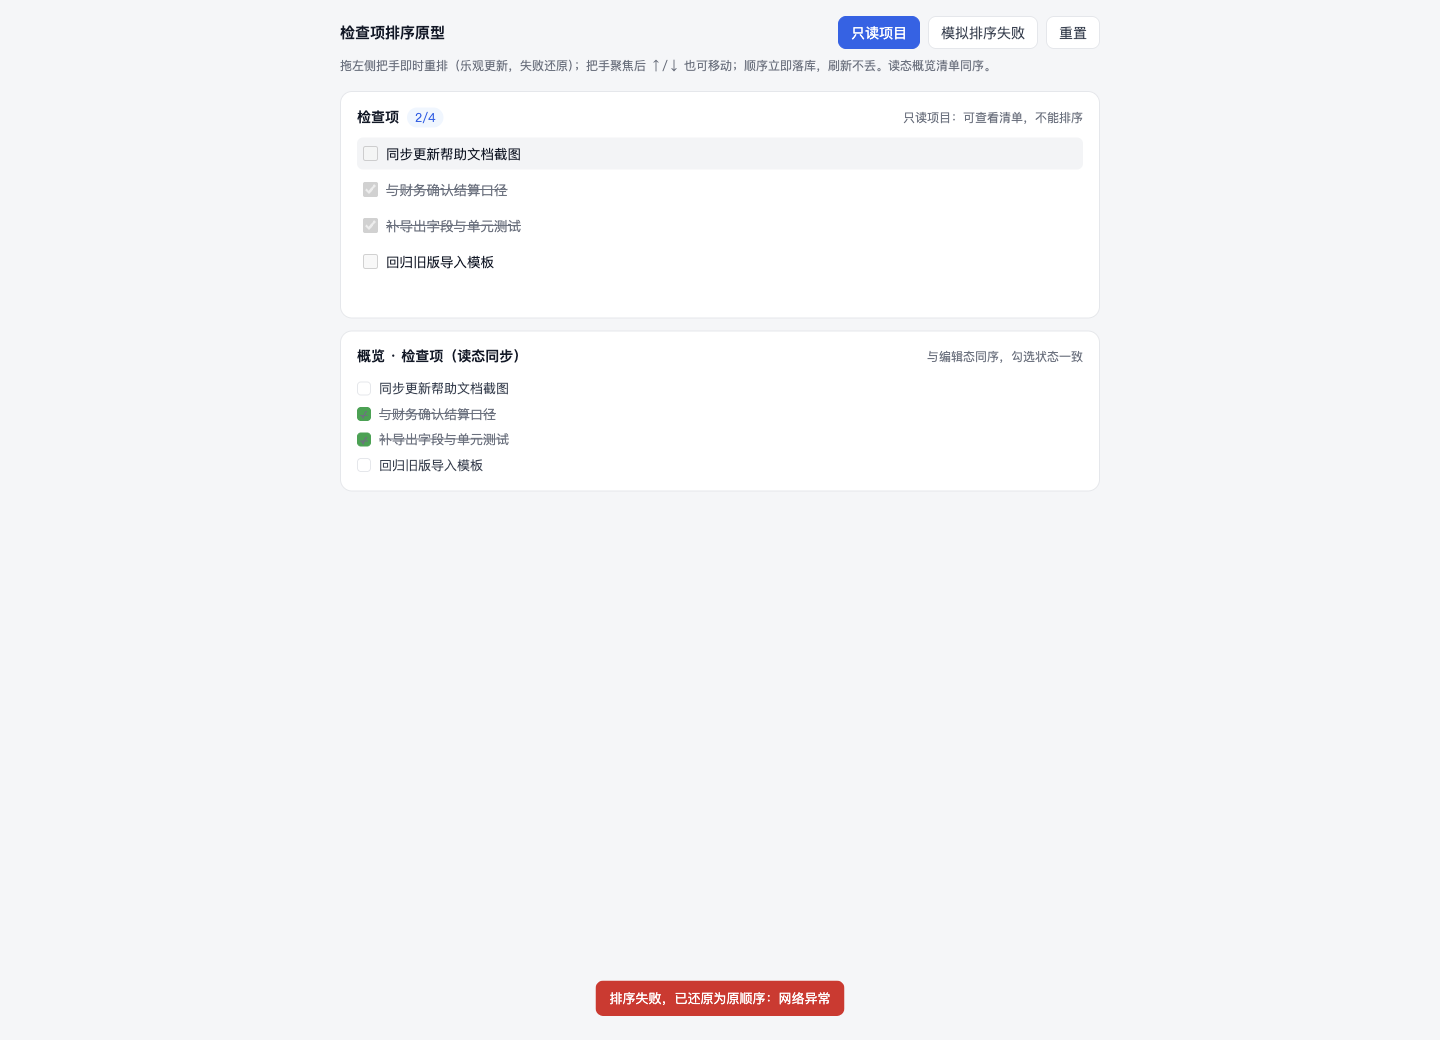 检查项排序原型
只读项目
模拟排序失败
重置
拖左侧把手即时重排（乐观更新，失败还原）；把手聚焦后 ↑/↓ 也可移动；顺序立即落库，刷新不丢。读态概览清单同序。
检查项 2/4
只读项目：可查看清单，不能排序
同步更新帮助文档截图
与财务确认结算口径
补导出字段与单元测试
回归旧版导入模板
概览 · 检查项（读态同步）
与编辑态同序，勾选状态一致
同步更新帮助文档截图
与财务确认结算口径
补导出字段与单元测试
回归旧版导入模板
排序失败，已还原为原顺序：网络异常